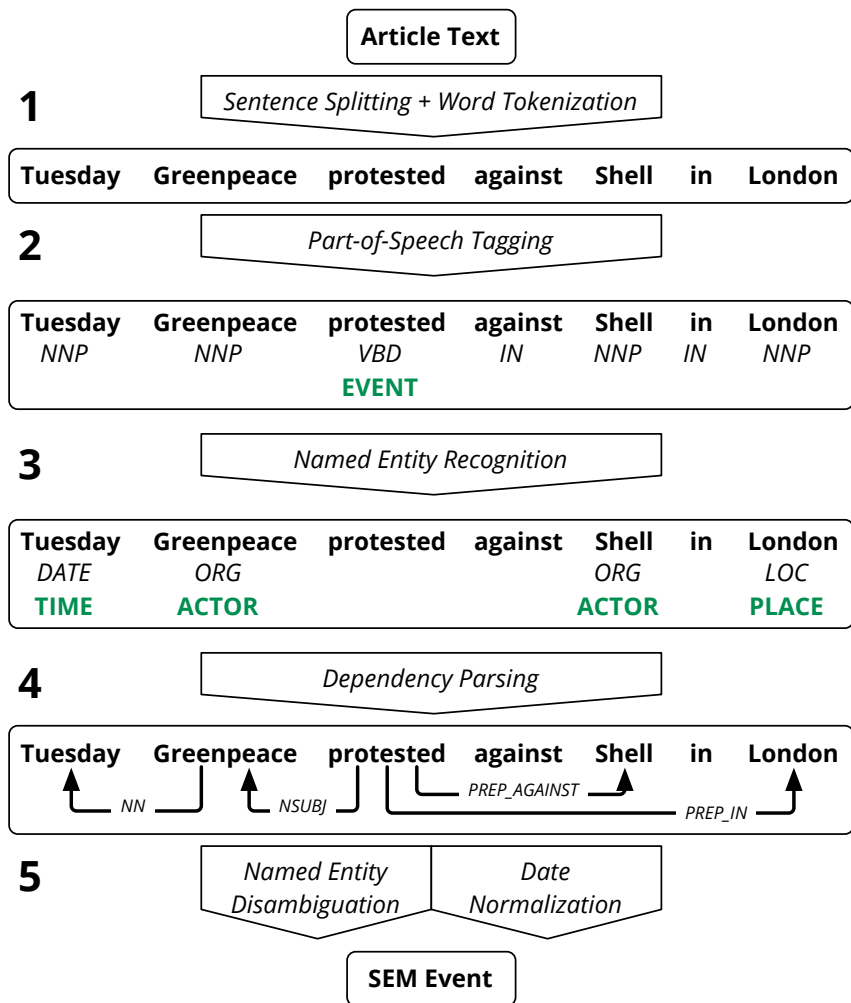 Article Text
1
Sentence Splitting + Word Tokenization
Tuesday Greenpeace protested against Shell in London
2
Part-of-Speech Tagging
Tuesday Greenpeace protested against Shell in London
NNP NNP VBD IN NNP IN NNP
EVENT
3
Named Entity Recognition
Tuesday Greenpeace protested against Shell in London
DATE ORG ORG LOC
TIME ACTOR ACTOR PLACE
4
Dependency Parsing
Tuesday Greenpeace protested against Shell in London
NN NSUBJ PREP_AGAINST
PREP_IN
5
Named Entity Disambiguation
Date Normalization
SEM Event